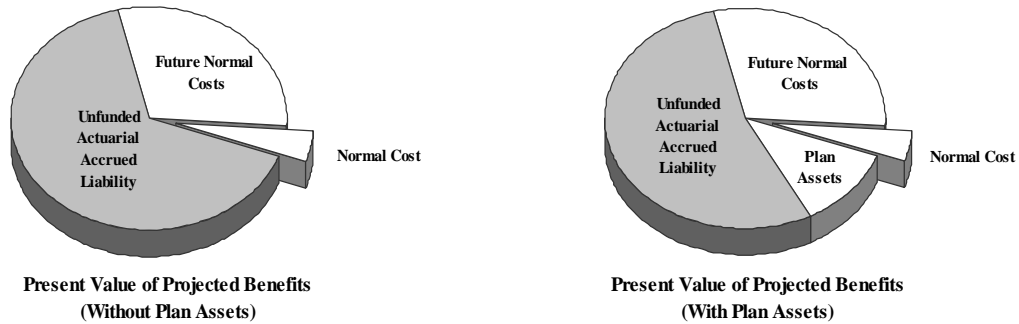 Future Normal
Costs
Unfunded
Actuarial
Accrued
Liability
Normal Cost
Present Value of Projected Benefits
(Without Plan Assets)
Future Normal
Costs
Unfunded
Actuarial
Accrued
Liability
Plan
Assets
Normal Cost
Present Value of Projected Benefits
(With Plan Assets)